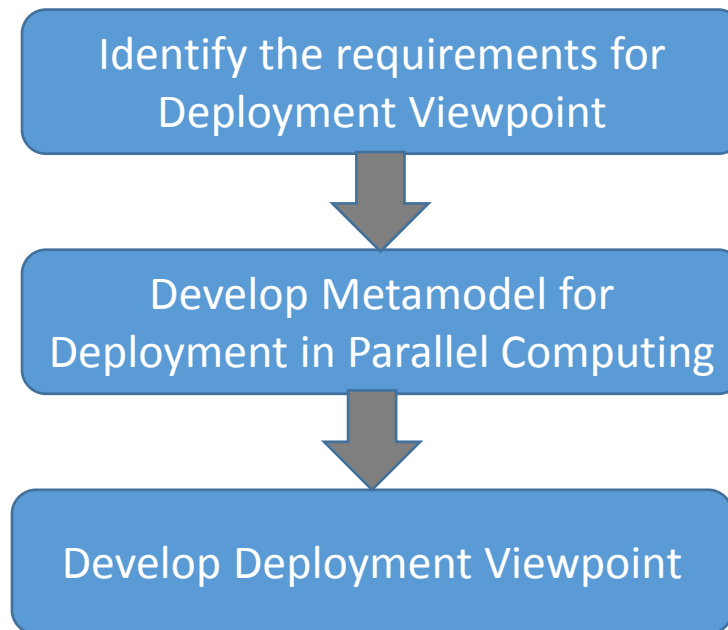 Identify the requirements for
Deployment Viewpoint
Develop Metamodel for
Deployment in Parallel Computing
Develop Deployment Viewpoint